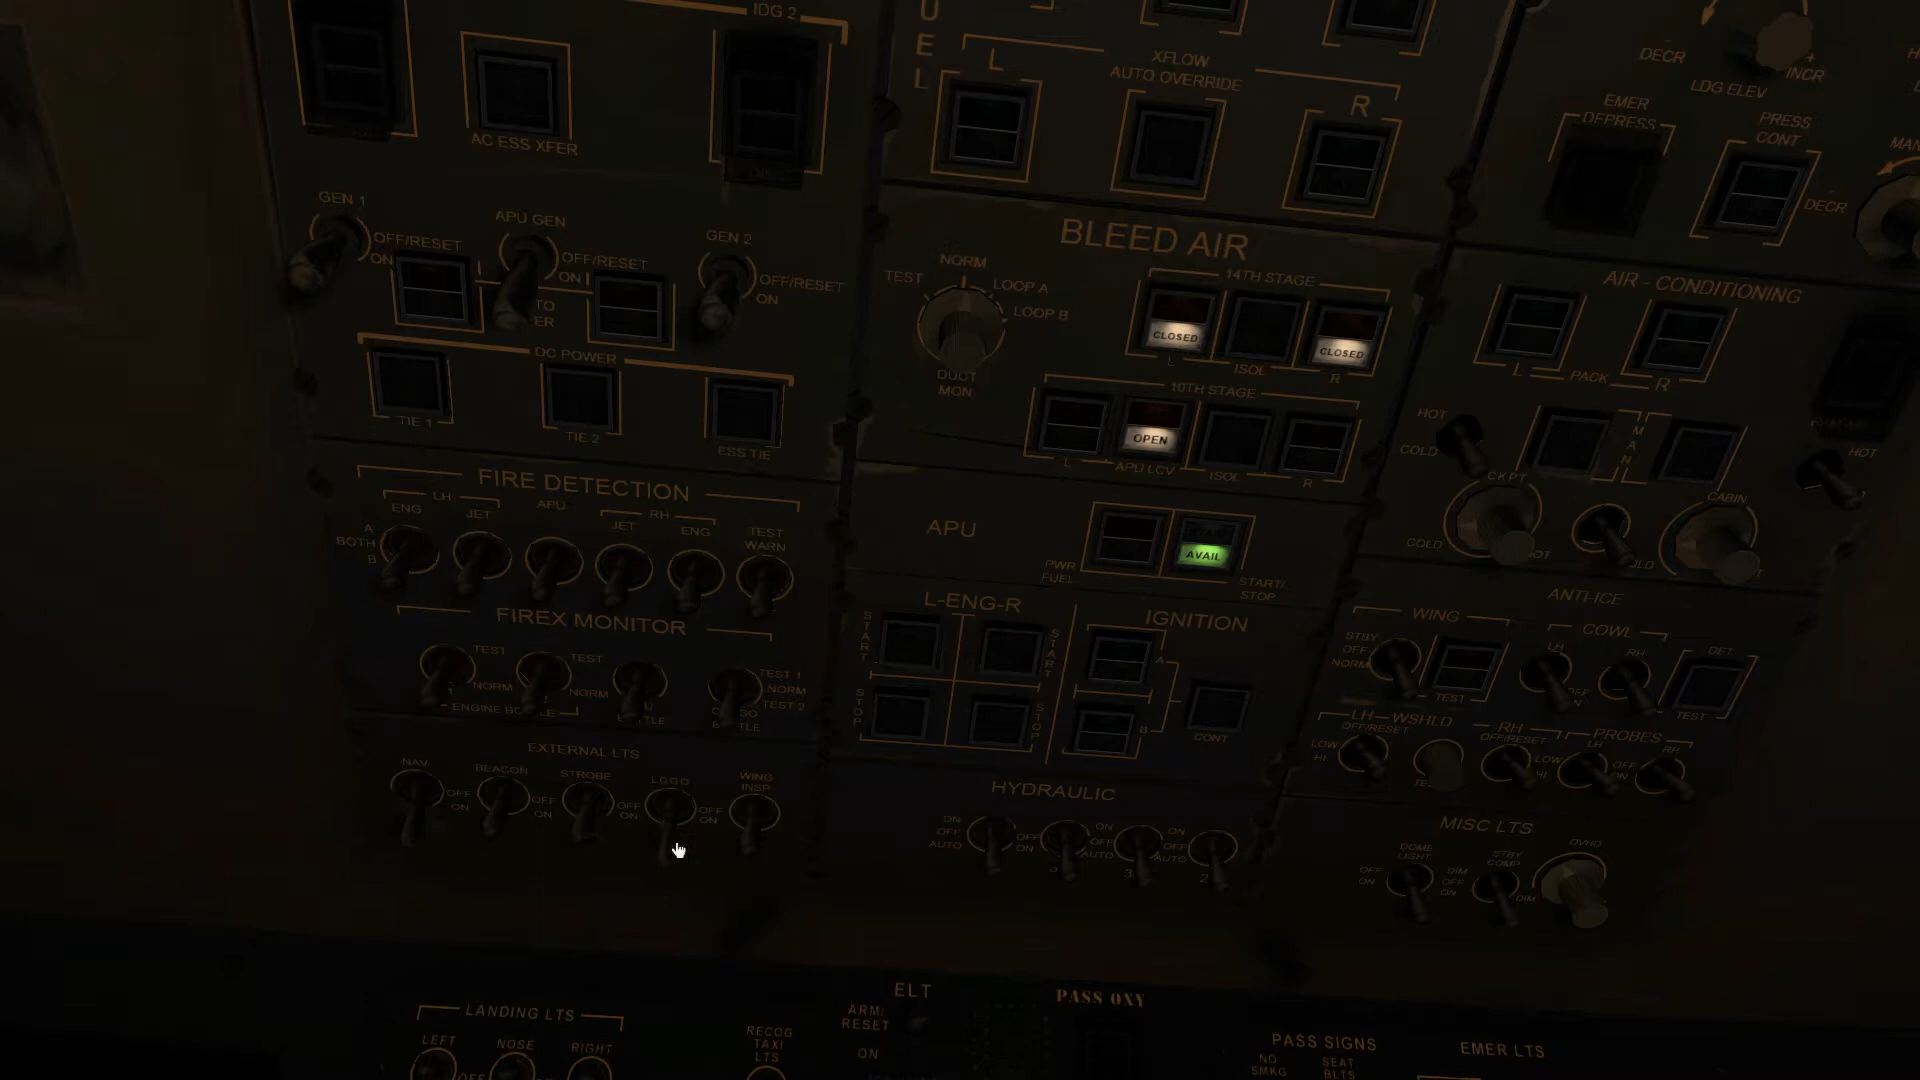 IDG 2
AC ESS XFER
GEN 1
OFF/RESET
ON
APU GEN
OFF/RESET
ON
GEN 2
OFF/RESET
ON
TO
ER
DC POWER
TIE 1
TIE 2
ESS TIE
FIRE DETECTION
LH
RH
ENG
JET
APU
JET
ENG
TEST
WARN
A
BOTH
B
FIREX MONITOR
TEST
NORM
TEST
NORM
TEST 1
NORM
TEST 2
EXTERNAL LTS
NAV
BEACON
STROBE
LOGO
WING
INSP
OFF
ON
OFF
ON
OFF
ON
OFF
ON
LANDING LTS
LEFT
NOSE
RIGHT
OFF
RECOG
TAXI
LTS
U
E
L
XFLOW
AUTO OVERRIDE
L
R
BLEED AIR
TEST
NORM
LOOP A
LOOP B
DUCT
MON
14TH STAGE
CLOSED
CLOSED
L
ISOL
R
10TH STAGE
OPEN
L
APU LCV
ISOL
R
APU
AVAIL
PWR
FUEL
START/
STOP
L-ENG-R
START
START
STOP
STOP
IGNITION
A
B
CONT
HYDRAULIC
ON
OFF
AUTO
OFF
ON
ON
OFF
AUTO
ON
OFF
AUTO
ELT
ARM/
RESET
ON
PASS OXY
DECR
INCR
LDG ELEV
EMER
DEPRESS
PRESS
CONT
MAN
DECR
AIR - CONDITIONING
L
PACK
R
HOT
COLD
MAN
HOT
CKPT
CABIN
COLD
HOT
ANTI-ICE
WING
COWL
STBY
OFF
NORM
TEST
LH
RH
DET
TEST
LH
WSHLD
RH
OFF/RESET
LOW
HI
OFF/RESET
LOW
HI
PROBES
LH
RH
OFF
ON
MISC LTS
DOME
LIGHT
OFF
ON
STBY
COMP
DIM
OFF
ON
OVHD
DIM
PASS SIGNS
NO
SMKG
SEAT
BLTS
EMER LTS